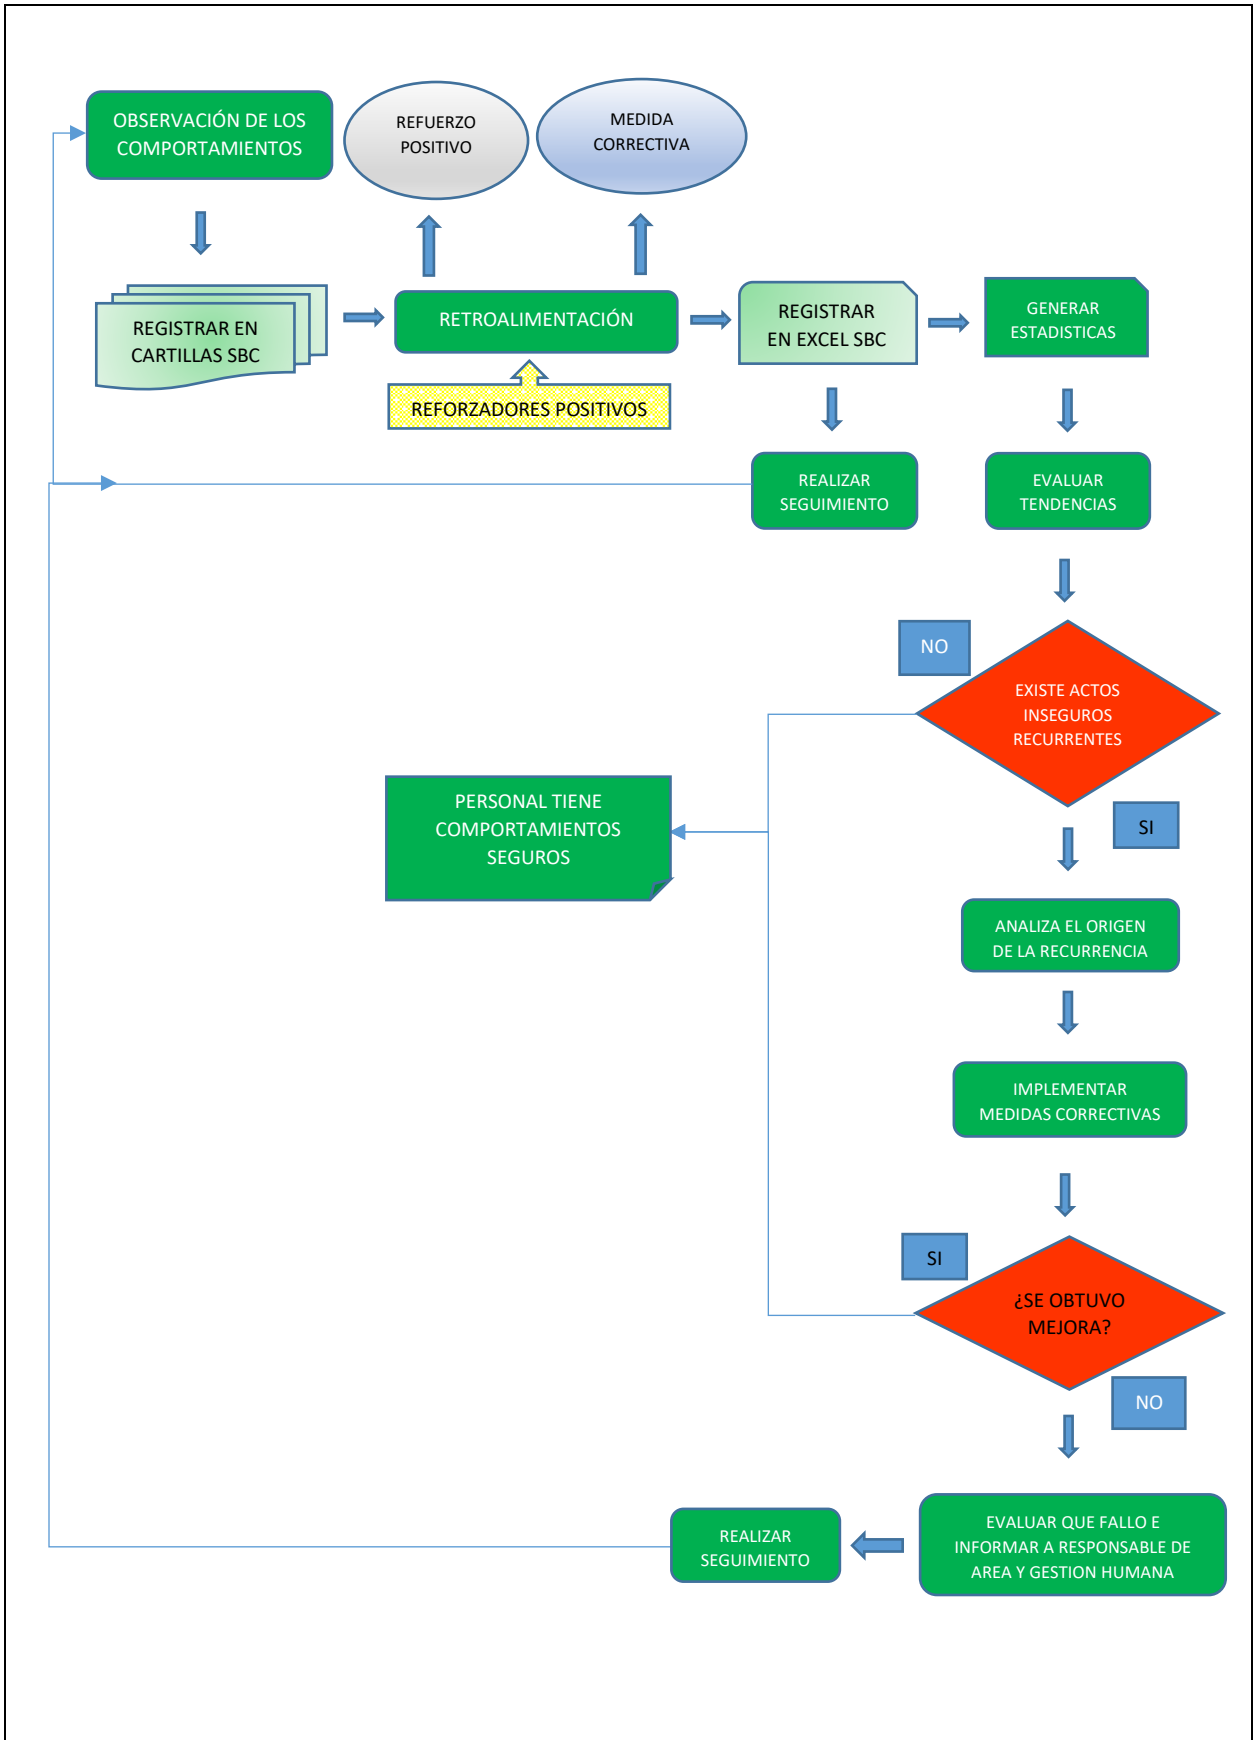 OBSERVACIÓN DE LOS
COMPORTAMIENTOS
REFUERZO
POSITIVO
MEDIDA
CORRECTIVA
REGISTRAR EN
CARTILLAS SBC
RETROALIMENTACIÓN
REGISTRAR
EN EXCEL SBC
GENERAR
ESTADISTICAS
REFORZADORES POSITIVOS
REALIZAR
SEGUIMIENTO
EVALUAR
TENDENCIAS
NO
EXISTE ACTOS
INSEGUROS
RECURRENTES
SI
PERSONAL TIENE
COMPORTAMIENTOS
SEGUROS
ANALIZA EL ORIGEN
DE LA RECURRENCIA
IMPLEMENTAR
MEDIDAS CORRECTIVAS
SI
¿SE OBTUVO
MEJORA?
NO
EVALUAR QUE FALLO E
INFORMAR A RESPONSABLE DE
AREA Y GESTION HUMANA
REALIZAR
SEGUIMIENTO